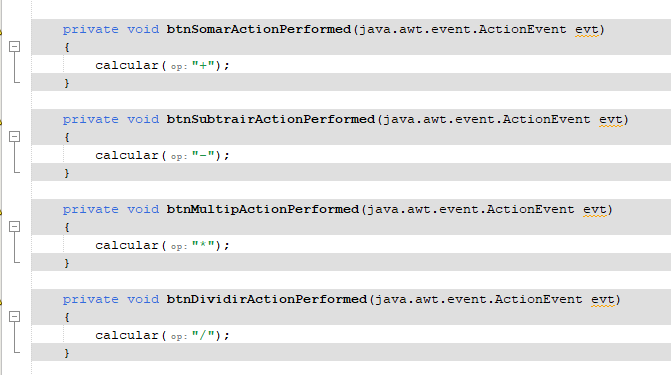 private void btnSomarActionPerformed(java.awt.event.ActionEvent evt)
{
calcular( op: "+");
}
private void btnSubtrairActionPerformed(java.awt.event.ActionEvent evt)
{
calcular( op: "-");
}
private void btnMultipActionPerformed(java.awt.event.ActionEvent evt)
{
calcular( op: "*");
}
private void btnDividirActionPerformed(java.awt.event.ActionEvent evt)
{
calcular( op: "/");
}